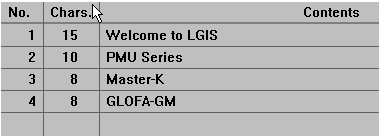 No. Chars. Contents
1 15 Welcome to LGIS
2 10 PMU Series
3 8 Master-K
4 8 GLOFA-GM